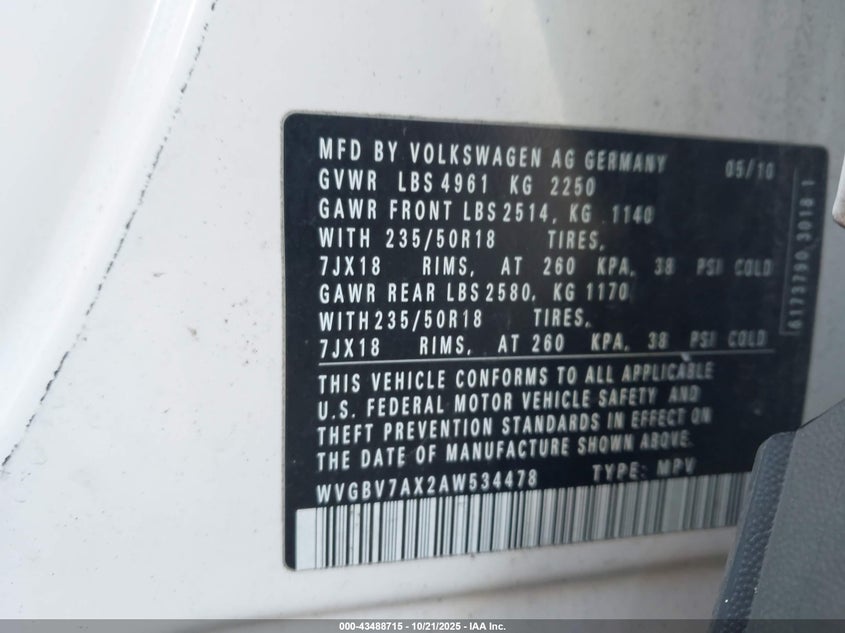 MFD BY VOLKSWAGEN AG GERMANY 05/10
GVWR LBS 4961 KG 2250
GAWR FRONT LBS 2514, KG 1140
WITH 235/50R18 TIRES,
7JX18 RIMS, AT 260 KPA, 38 PSI COLD
GAWR REAR LBS 2580, KG 1170
WITH 235/50R18 TIRES,
7JX18 RIMS, AT 260 KPA, 38 PSI COLD
THIS VEHICLE CONFORMS TO ALL APPLICABLE
U.S. FEDERAL MOTOR VEHICLE SAFETY AND
THEFT PREVENTION STANDARDS IN EFFECT ON
THE DATE OF MANUFACTURE SHOWN ABOVE.
WVGBV7AX2AW534478 TYPE: MPV
6173790 3018 1
000-43488715 - 10/21/2025 - IAA Inc.